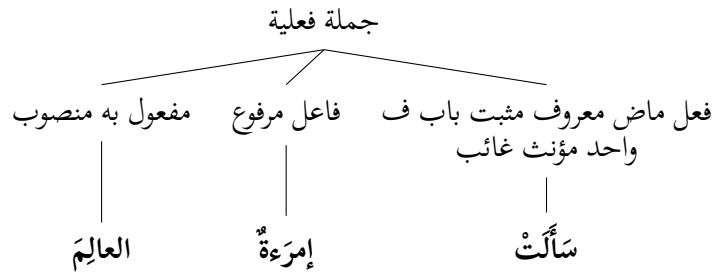 جملة فعلية
فعل ماض معروف مثبت باب ف فاعل مرفوع مفعول به منصوب
واحد مؤنث غائب
سَأَلَتْ إمرَءةٌ العالِمَ